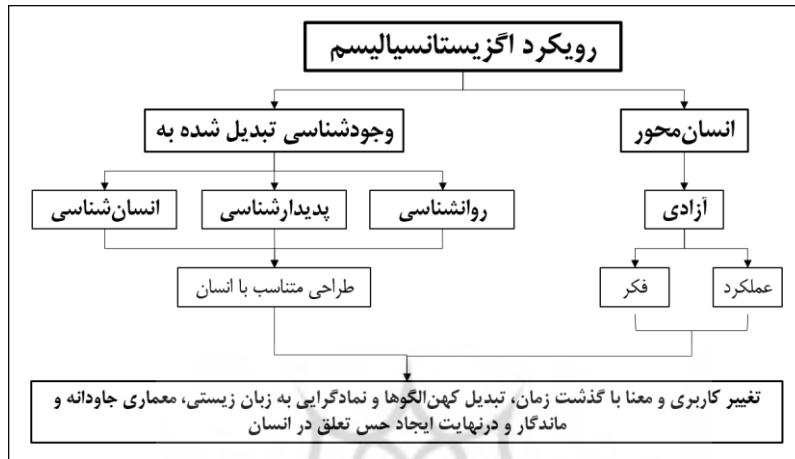 رویکرد اگزیستانسیالیسم
انسان‌محور
وجودشناسی تبدیل شده به
آزادی
روانشناسی
پدیدارشناسی
انسان‌شناسی
عملکرد
فکر
طراحی متناسب با انسان
تغییر کاربری و معنا با گذشت زمان، تبدیل کهن‌الگوها و نمادگرایی به زبان زیستی، معماری جاودانه و
ماندگار و درنهایت ایجاد حس تعلق در انسان